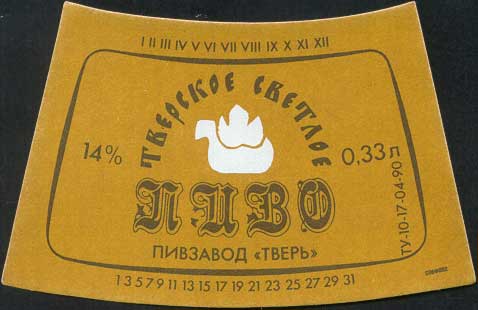 I II III IV V VI VII VIII IX X XI XII
ТВЕРСКОЕ СВЕТЛОЕ
14%
0,33 л
ПИВО
ПИВЗАВОД «ТВЕРЬ»
ТУ-10-17-04-90
1 3 5 7 9 11 13 15 17 19 21 23 25 27 29 31